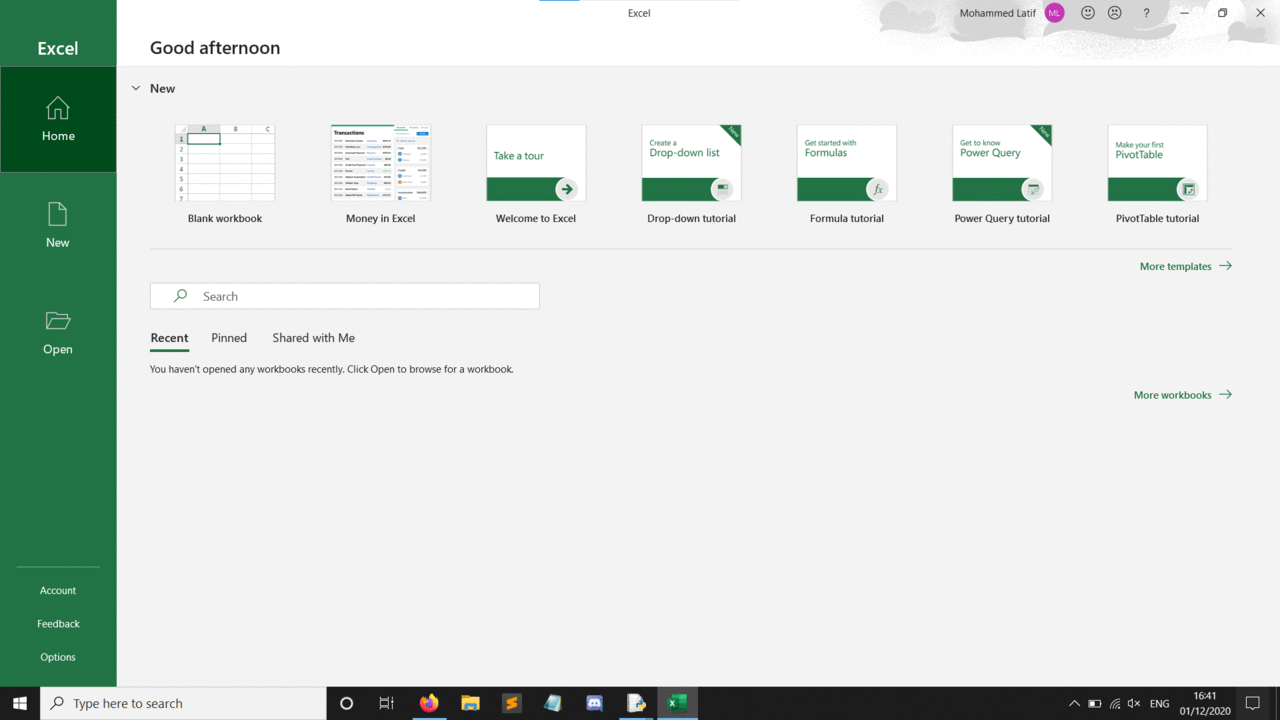 Excel
Mohammed Latif
ML
?
Excel
Good afternoon
Home
New
Open
Account
Feedback
Options
New
A B C
1
2
3
4
5
6
7
Blank workbook
Transactions
Money in Excel
Take a tour
Welcome to Excel
Create a
Drop-down list
New
Drop-down tutorial
Get started with
Formulas
fx
Formula tutorial
Get to know
Power Query
New
Power Query tutorial
Make your first
PivotTable
PivotTable tutorial
More templates
Search
Recent Pinned Shared with Me
You haven't opened any workbooks recently. Click Open to browse for a workbook.
More workbooks
Type here to search
ENG
16:41
01/12/2020